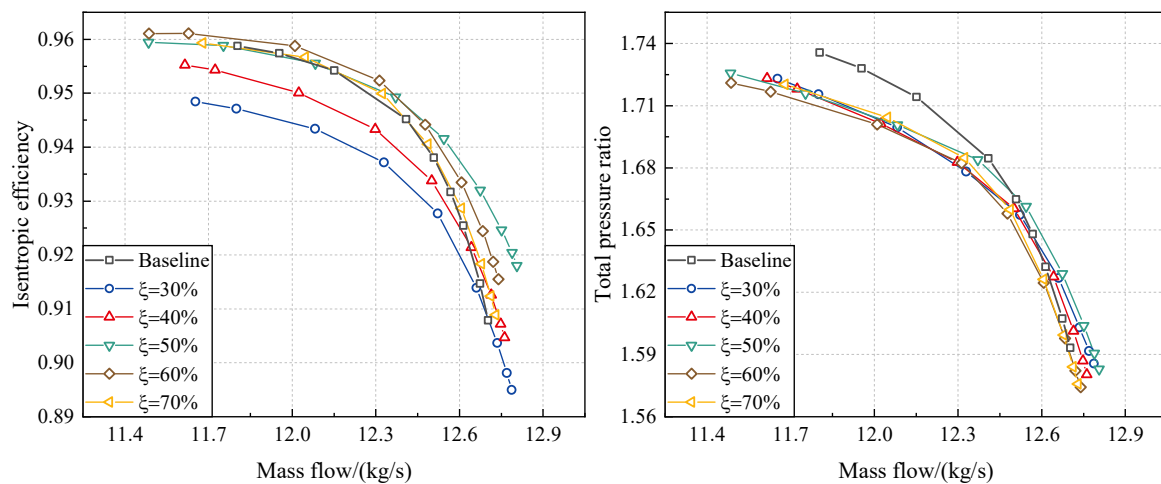 0.96
0.95
0.94
0.93
0.92
0.91
0.90
0.89
Isentropic efficiency
Baseline
ξ=30%
ξ=40%
ξ=50%
ξ=60%
ξ=70%
11.4 11.7 12.0 12.3 12.6 12.9
Mass flow/(kg/s)
1.74
1.71
1.68
1.65
1.62
1.59
1.56
Total pressure ratio
Baseline
ξ=30%
ξ=40%
ξ=50%
ξ=60%
ξ=70%
11.4 11.7 12.0 12.3 12.6 12.9
Mass flow/(kg/s)